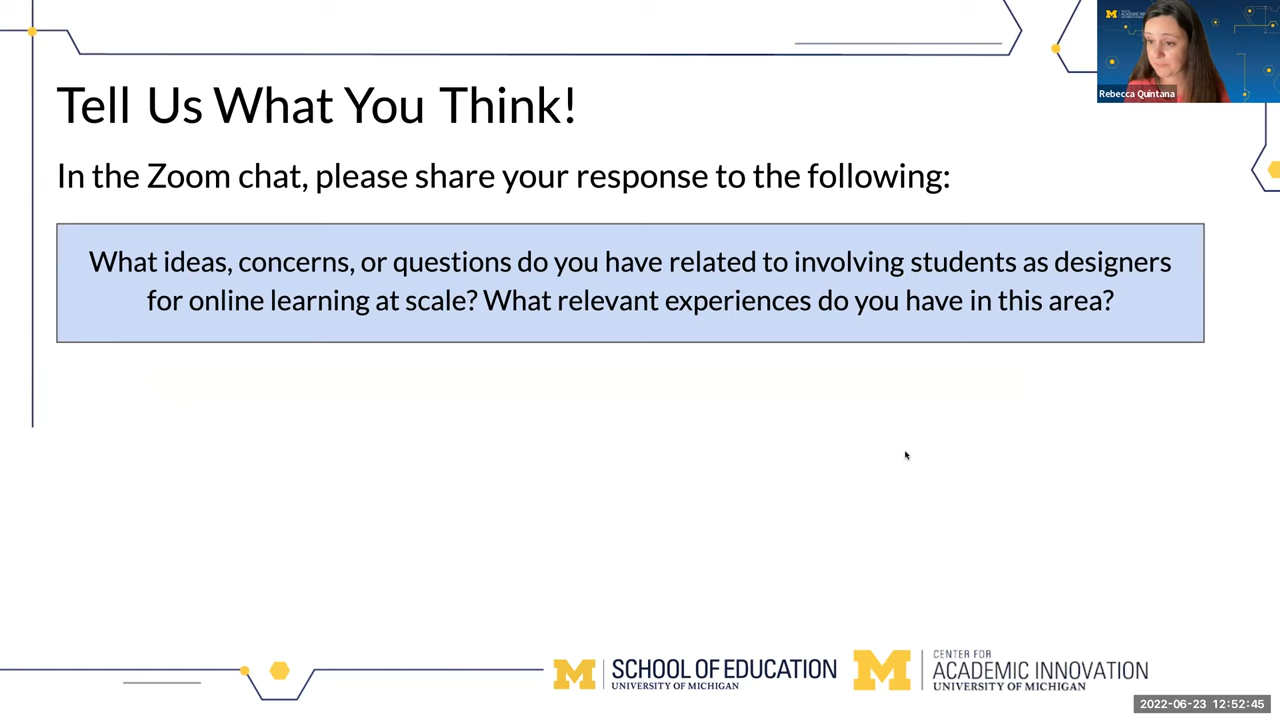 Tell Us What You Think!
In the Zoom chat, please share your response to the following:
What ideas, concerns, or questions do you have related to involving students as designers
for online learning at scale? What relevant experiences do you have in this area?
Rebecca Quintana
M SCHOOL OF EDUCATION
UNIVERSITY OF MICHIGAN
M CENTER FOR
ACADEMIC INNOVATION
UNIVERSITY OF MICHIGAN
2022-06-23 12:52:45